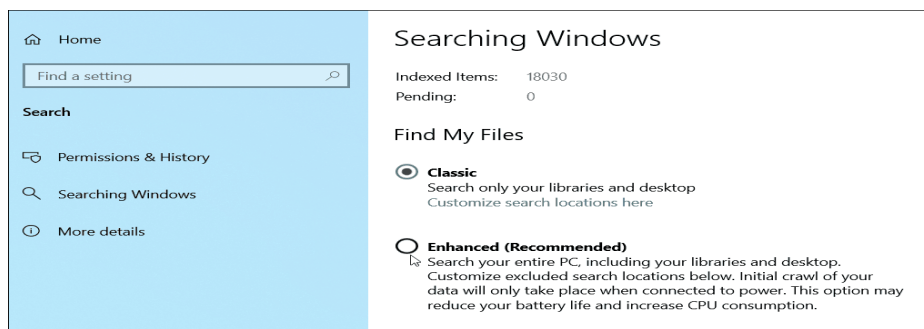 Home
Find a setting
Search
Permissions & History
Searching Windows
More details
Searching Windows
Indexed Items: 18030
Pending: 0
Find My Files
Classic
Search only your libraries and desktop
Customize search locations here
Enhanced (Recommended)
Search your entire PC, including your libraries and desktop.
Customize excluded search locations below. Initial crawl of your
data will only take place when connected to power. This option may
reduce your battery life and increase CPU consumption.